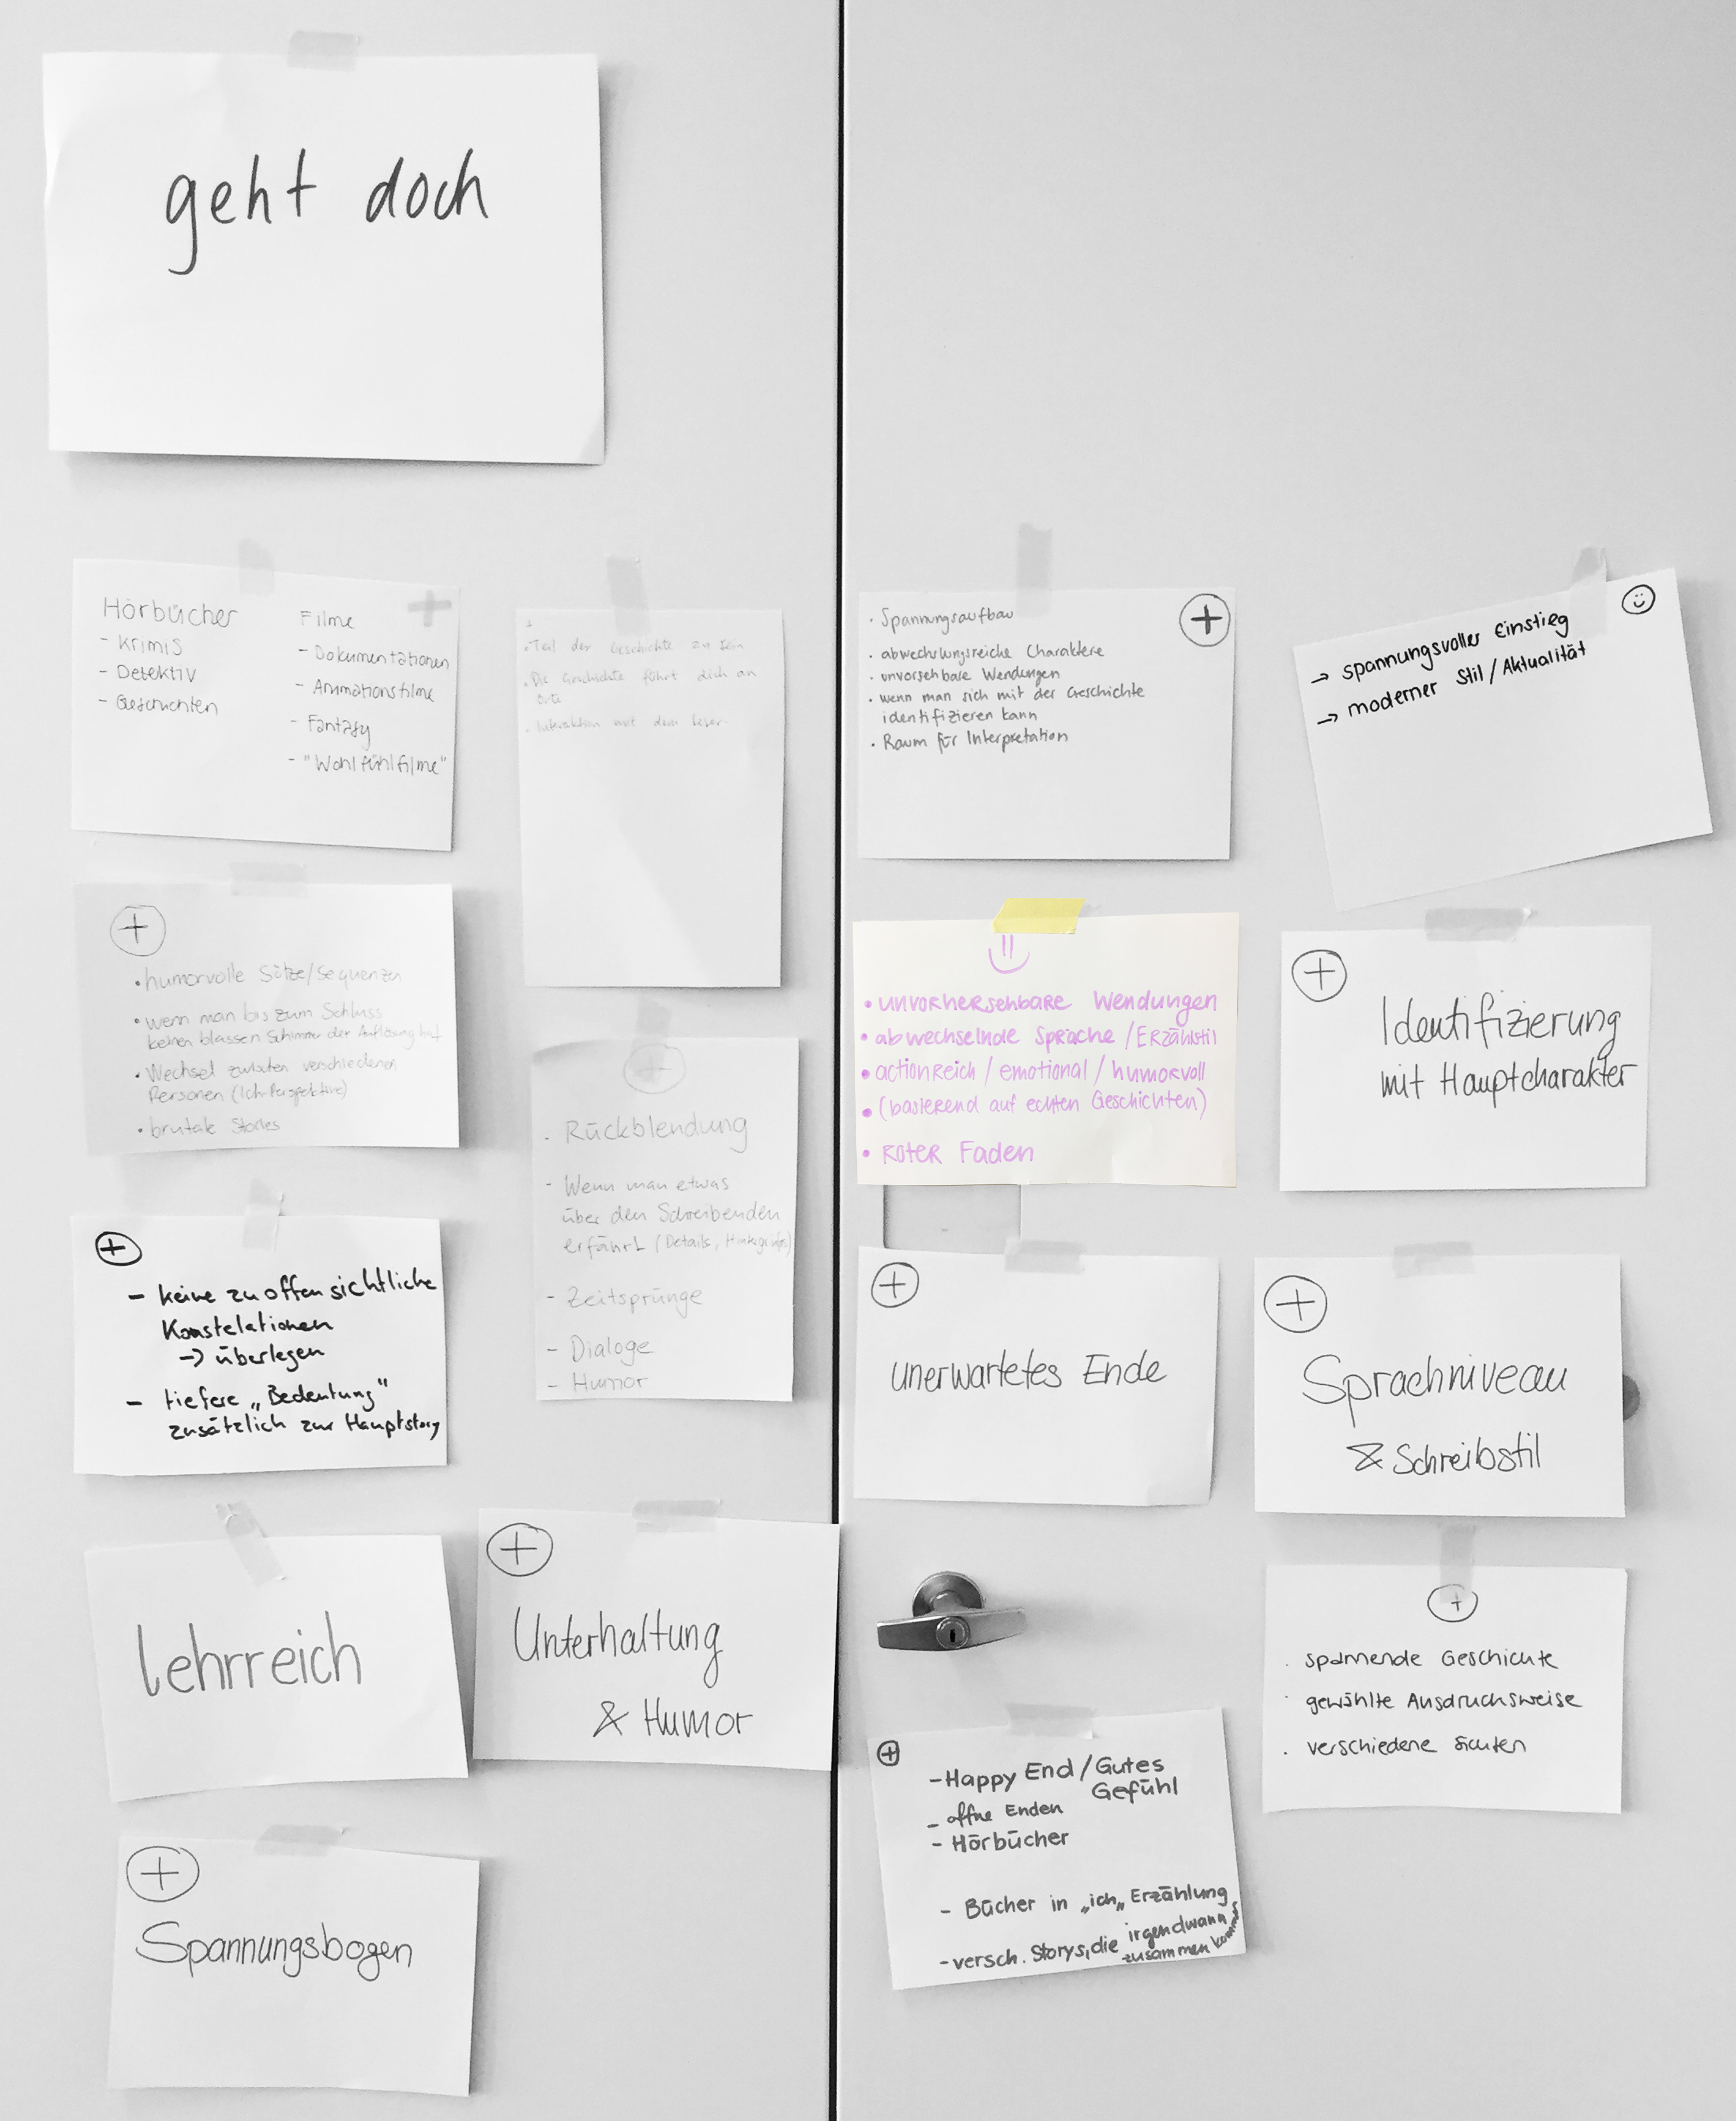 geht doch
Hörbücher
- Krimis
- Detektiv
- Geschichten
Filme
- Dokumentationen
- Animationsfilme
- Fantasy
- "Wohlfühlfilme"
+
+
- Teil der Geschichte zu sein
. Die Geschichte führt dich an
Orte
. Interaktion mit dem Leser
+
• humorvolle Sätze/Sequenzen
• wenn man bis zum Schluss
keinen blassen Schimmer der Auflösung hat
• Wechsel zwischen verschiedenen
Personen (Ich-Perspektive)
• brutale Stories
+
. Rückblendung
- Wenn man etwas
über den Schreibenden
erfährt (Details,
- Zeitsprünge
- Dialoge
- Humor
+
- keine zu offensichtliche
Konstelationen
-> überlegen
- tiefere „Bedeutung"
zusätzlich zur Hauptstory
lehrreich
+
Unterhaltung
& Humor
+
Spannungsbogen
+
· Spannungsaufbau
· abwechslungsreiche Charaktere
· unvorsehbare Wendungen
· wenn man sich mit der Geschichte
identifizieren kann
· Raum für Interpretation
-> spannungsvoller Einstieg
-> moderner Stil/Aktualität
• unvorhersehbare Wendungen
• abwechselnde Sprache/Erzählstil
• actionreich/emotional/humorvoll
• (basierend auf echten Geschichten)
• Roter Faden
+
Identifizierung
mit Hauptcharakter
+
unerwartetes Ende
+
Sprachniveau
& Schreibstil
+
. spannende Geschichte
· gewählte Ausdrucksweise
. verschiedene Sichten
+
- Happy End/Gutes
Gefühl
- offne Enden
- Hörbücher
- Bücher in „ich„ Erzählung
- versch. Storys, die irgendwann
zusammen kommen